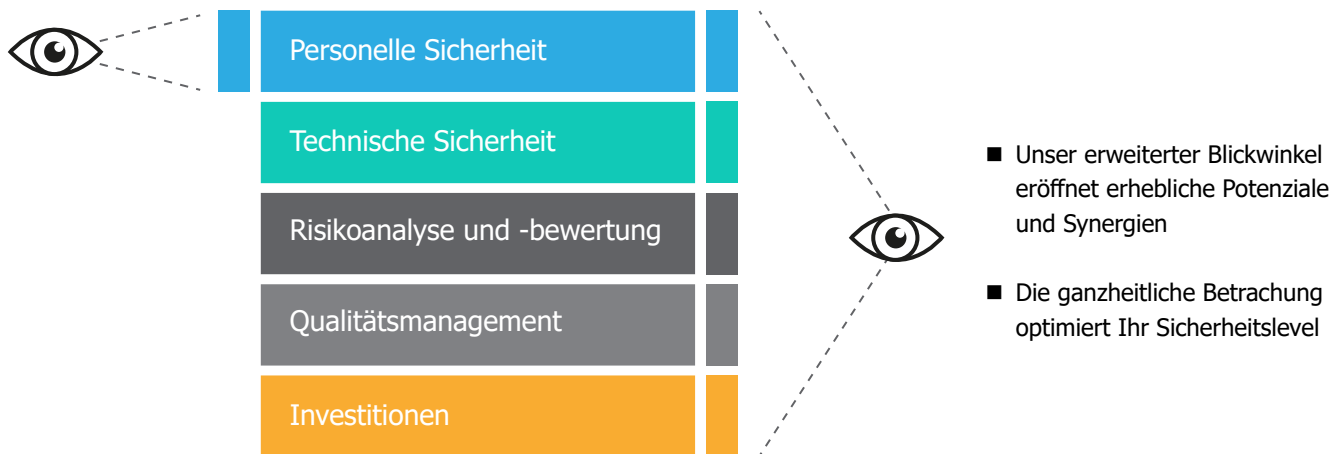 Personelle Sicherheit
Technische Sicherheit
Risikoanalyse und -bewertung
Qualitätsmanagement
Investitionen
■ Unser erweiterter Blickwinkel
eröffnet erhebliche Potenziale
und Synergien
■ Die ganzheitliche Betrachung
optimiert Ihr Sicherheitslevel